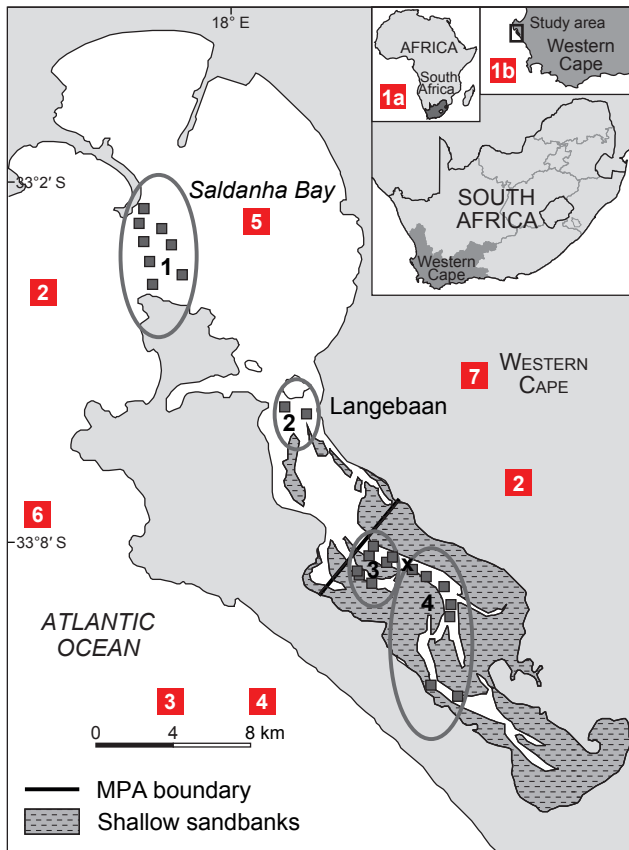 18° E
AFRICA
South
Africa
1a
Study area
Western
Cape
1b
33°2′ S
Saldanha Bay
5
1
2
SOUTH
AFRICA
Western
Cape
7
WESTERN
CAPE
Langebaan
2
2
6
33°8′ S
x
3
4
ATLANTIC
OCEAN
3
4
0 4 8 km
MPA boundary
Shallow sandbanks